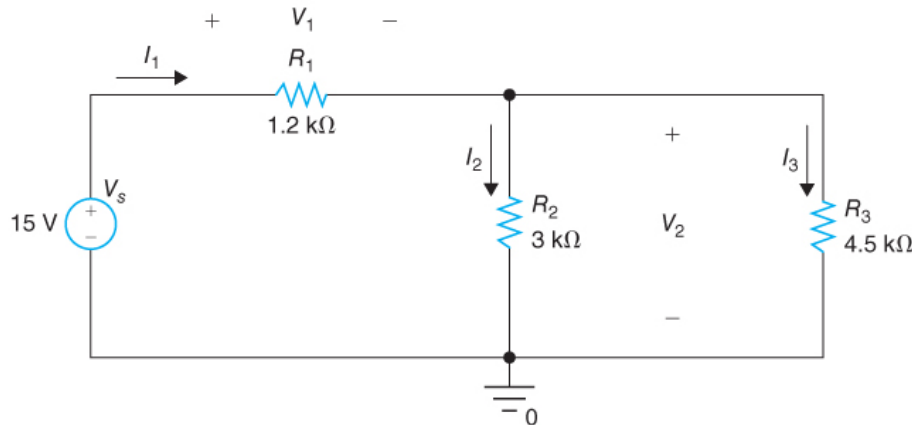 + V₁ −
I₁ R₁
1.2 kΩ
I₂ + I₃
Vₛ
15 V + −
R₂ V₂ R₃
3 kΩ 4.5 kΩ
−
0